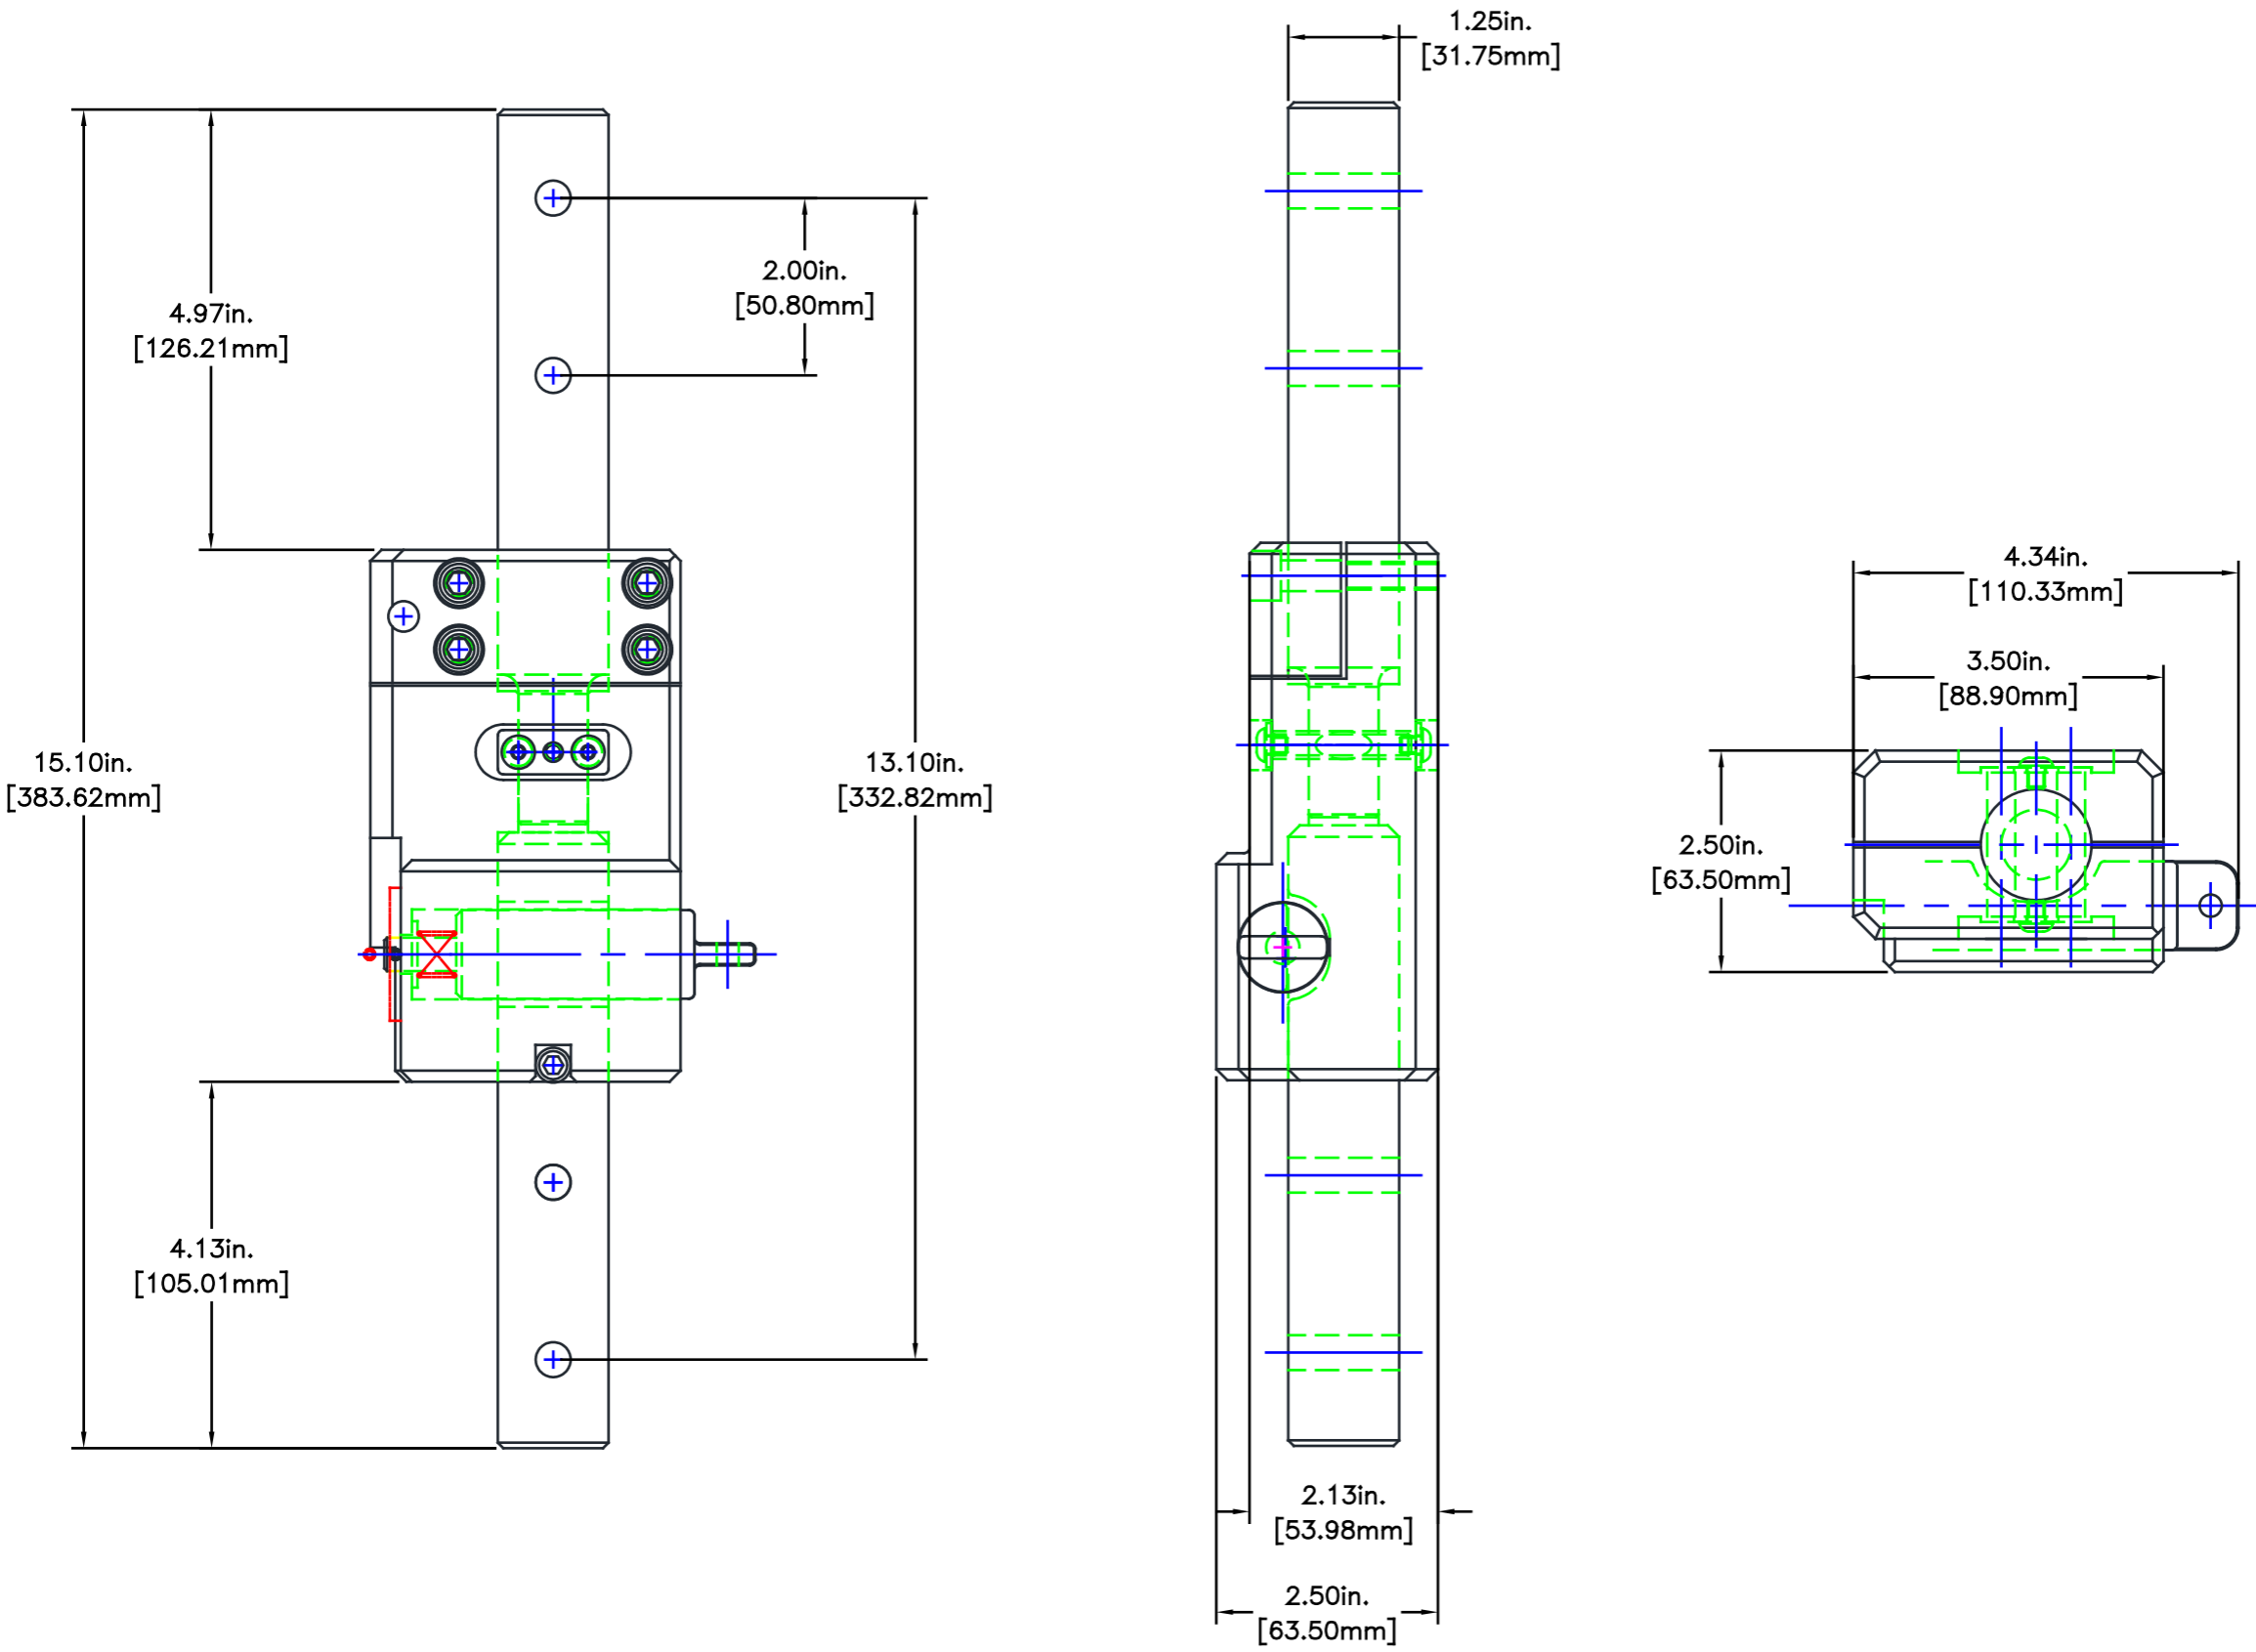 1.25in.
[31.75mm]
2.00in.
[50.80mm]
4.97in.
[126.21mm]
15.10in.
[383.62mm]
13.10in.
[332.82mm]
4.13in.
[105.01mm]
2.13in.
[53.98mm]
2.50in.
[63.50mm]
4.34in.
[110.33mm]
3.50in.
[88.90mm]
2.50in.
[63.50mm]